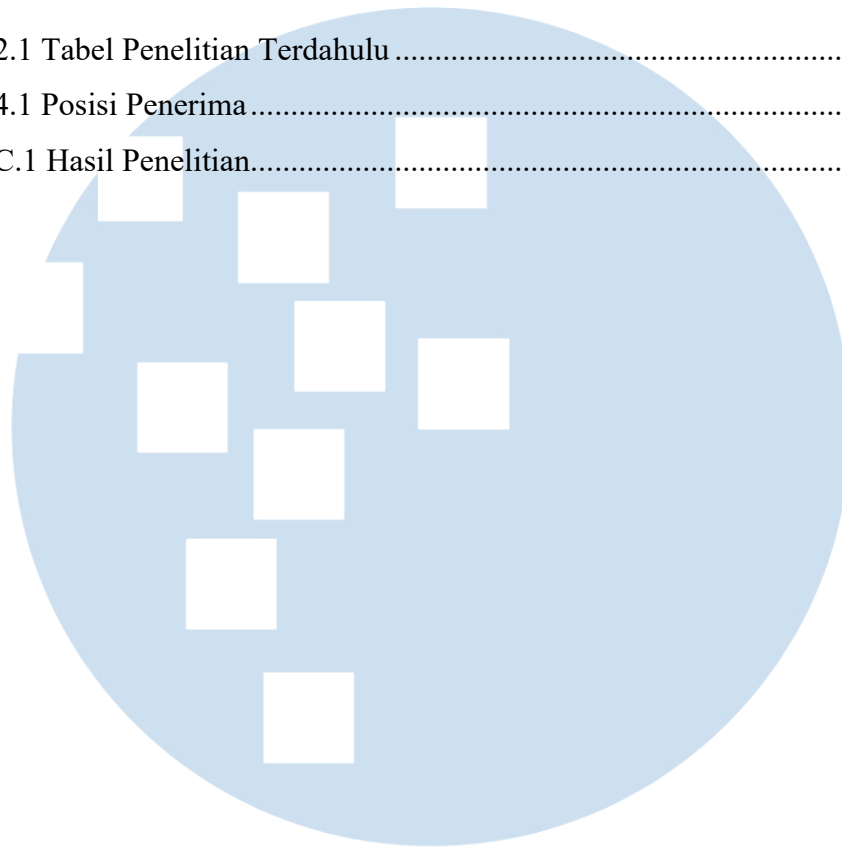 2.1 Tabel Penelitian Terdahulu ..........................................................
4.1 Posisi Penerima ............................................................................
C.1 Hasil Penelitian............................................................................